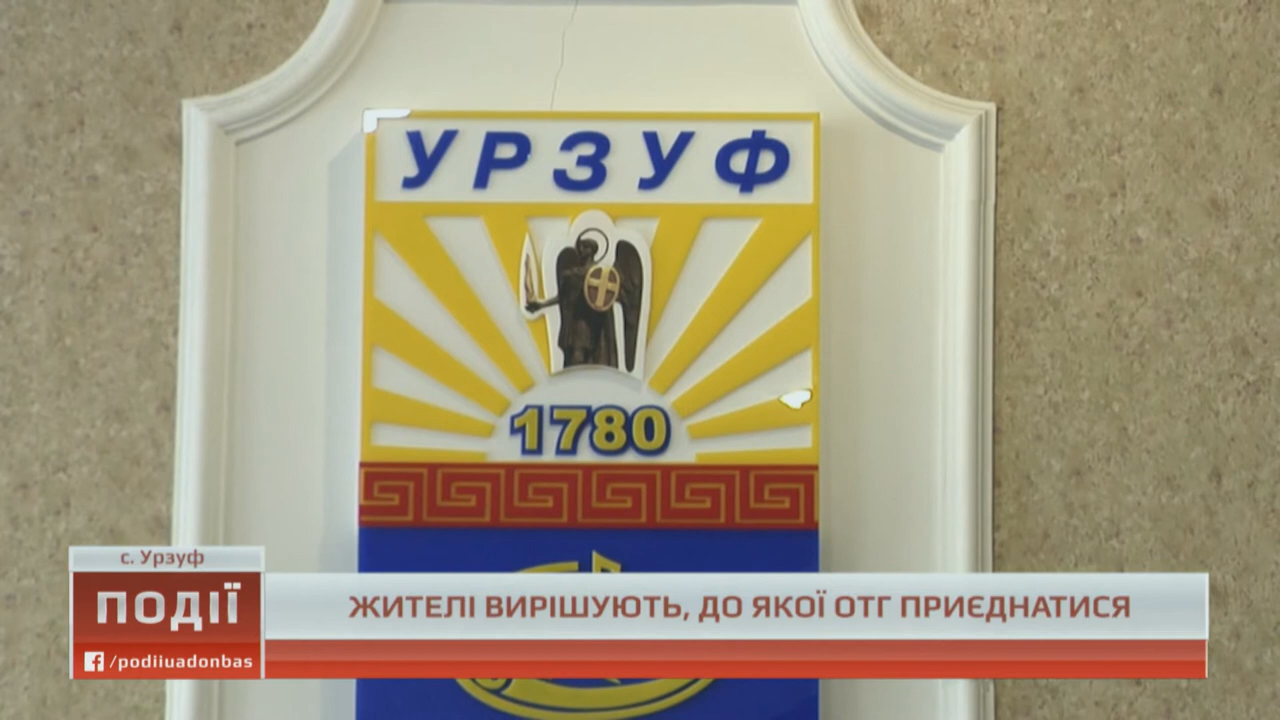 УРЗУФ
1780
с. Урзуф
ПОДІЇ
/podiiuadonbas
ЖИТЕЛІ ВИРІШУЮТЬ, ДО ЯКОЇ ОТГ ПРИЄДНАТИСЯ